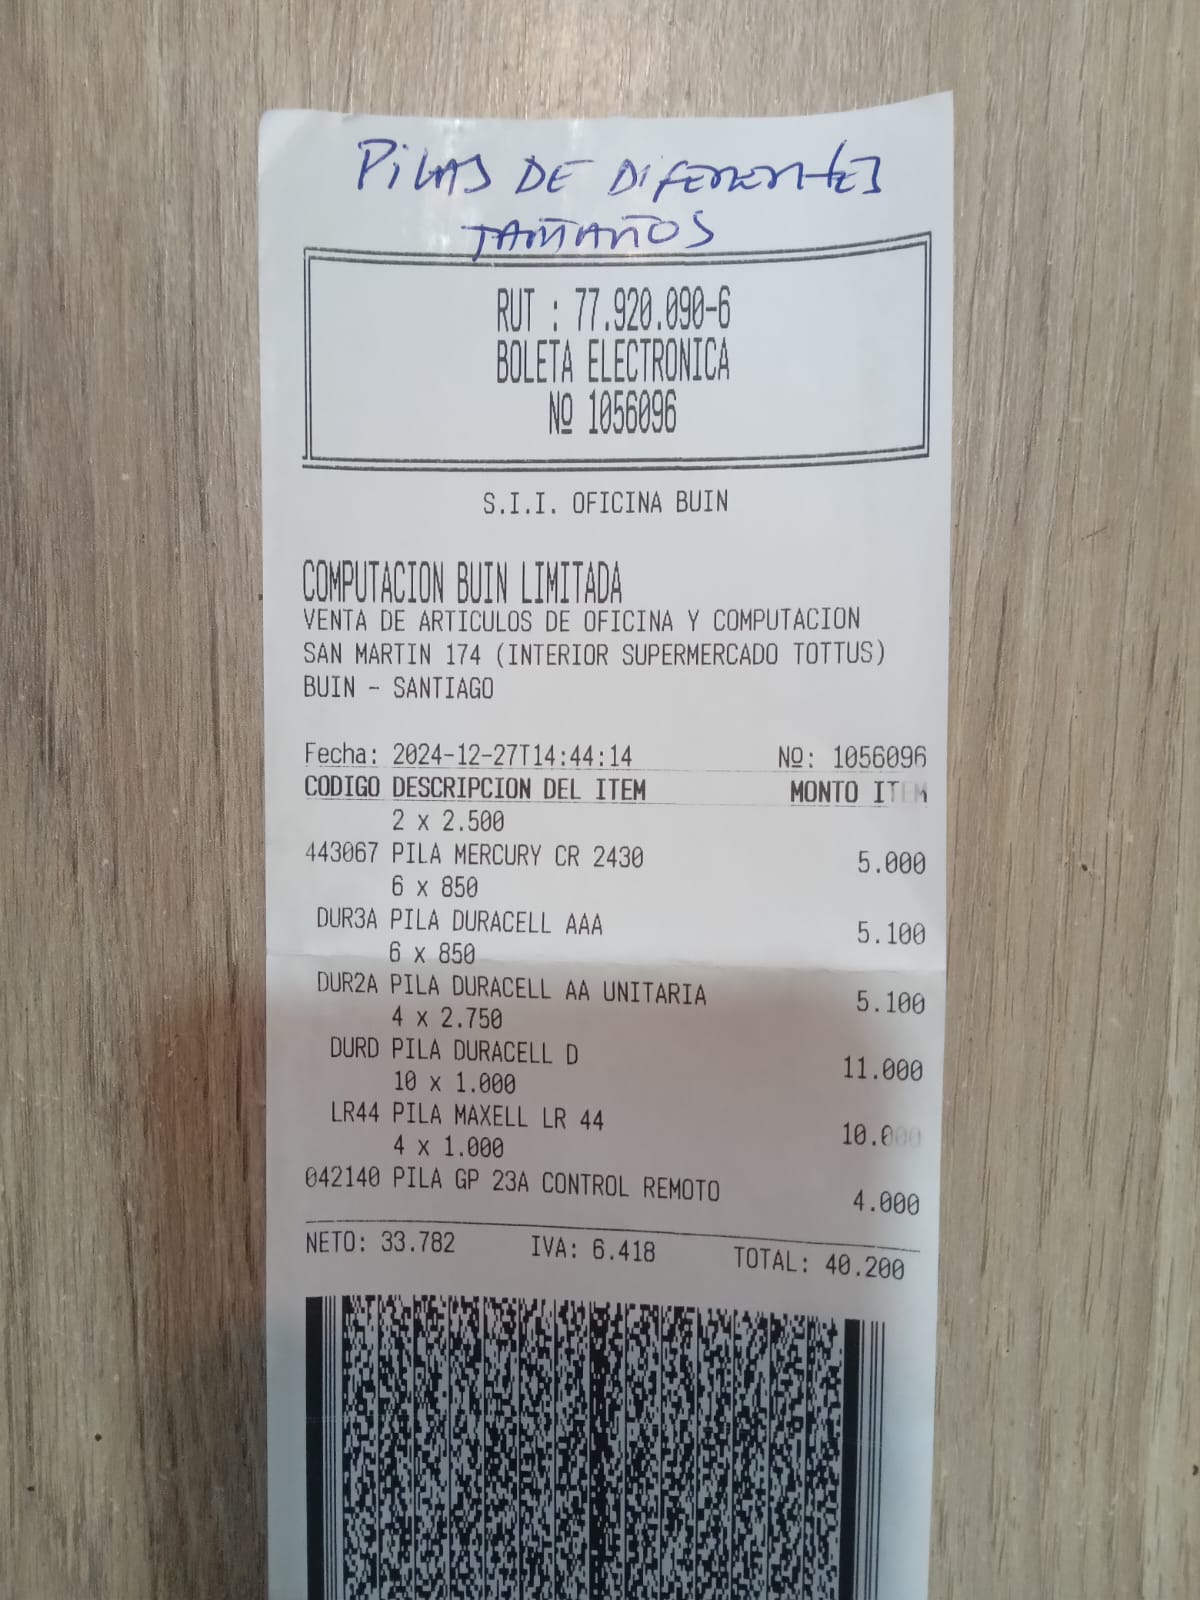 PILAS DE DIFERENTES
TAMAÑOS
RUT : 77.920.090-6
BOLETA ELECTRONICA
Nº 1056096
S.I.I. OFICINA BUIN
COMPUTACION BUIN LIMITADA
VENTA DE ARTICULOS DE OFICINA Y COMPUTACION
SAN MARTIN 174 (INTERIOR SUPERMERCADO TOTTUS)
BUIN - SANTIAGO
Fecha: 2024-12-27T14:44:14 Nº: 1056096
CODIGO DESCRIPCION DEL ITEM MONTO ITEM
2 x 2.500
443067 PILA MERCURY CR 2430 5.000
6 x 850
DUR3A PILA DURACELL AAA 5.100
6 x 850
DUR2A PILA DURACELL AA UNITARIA 5.100
4 x 2.750
DURD PILA DURACELL D 11.000
10 x 1.000
LR44 PILA MAXELL LR 44 10.000
4 x 1.000
042140 PILA GP 23A CONTROL REMOTO 4.000
NETO: 33.782 IVA: 6.418 TOTAL: 40.200